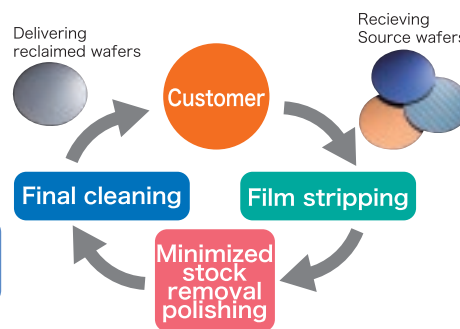 Delivering
reclaimed wafers
Recieving
Source wafers
Customer
Final cleaning
Film stripping
Minimized
stock
removal
polishing